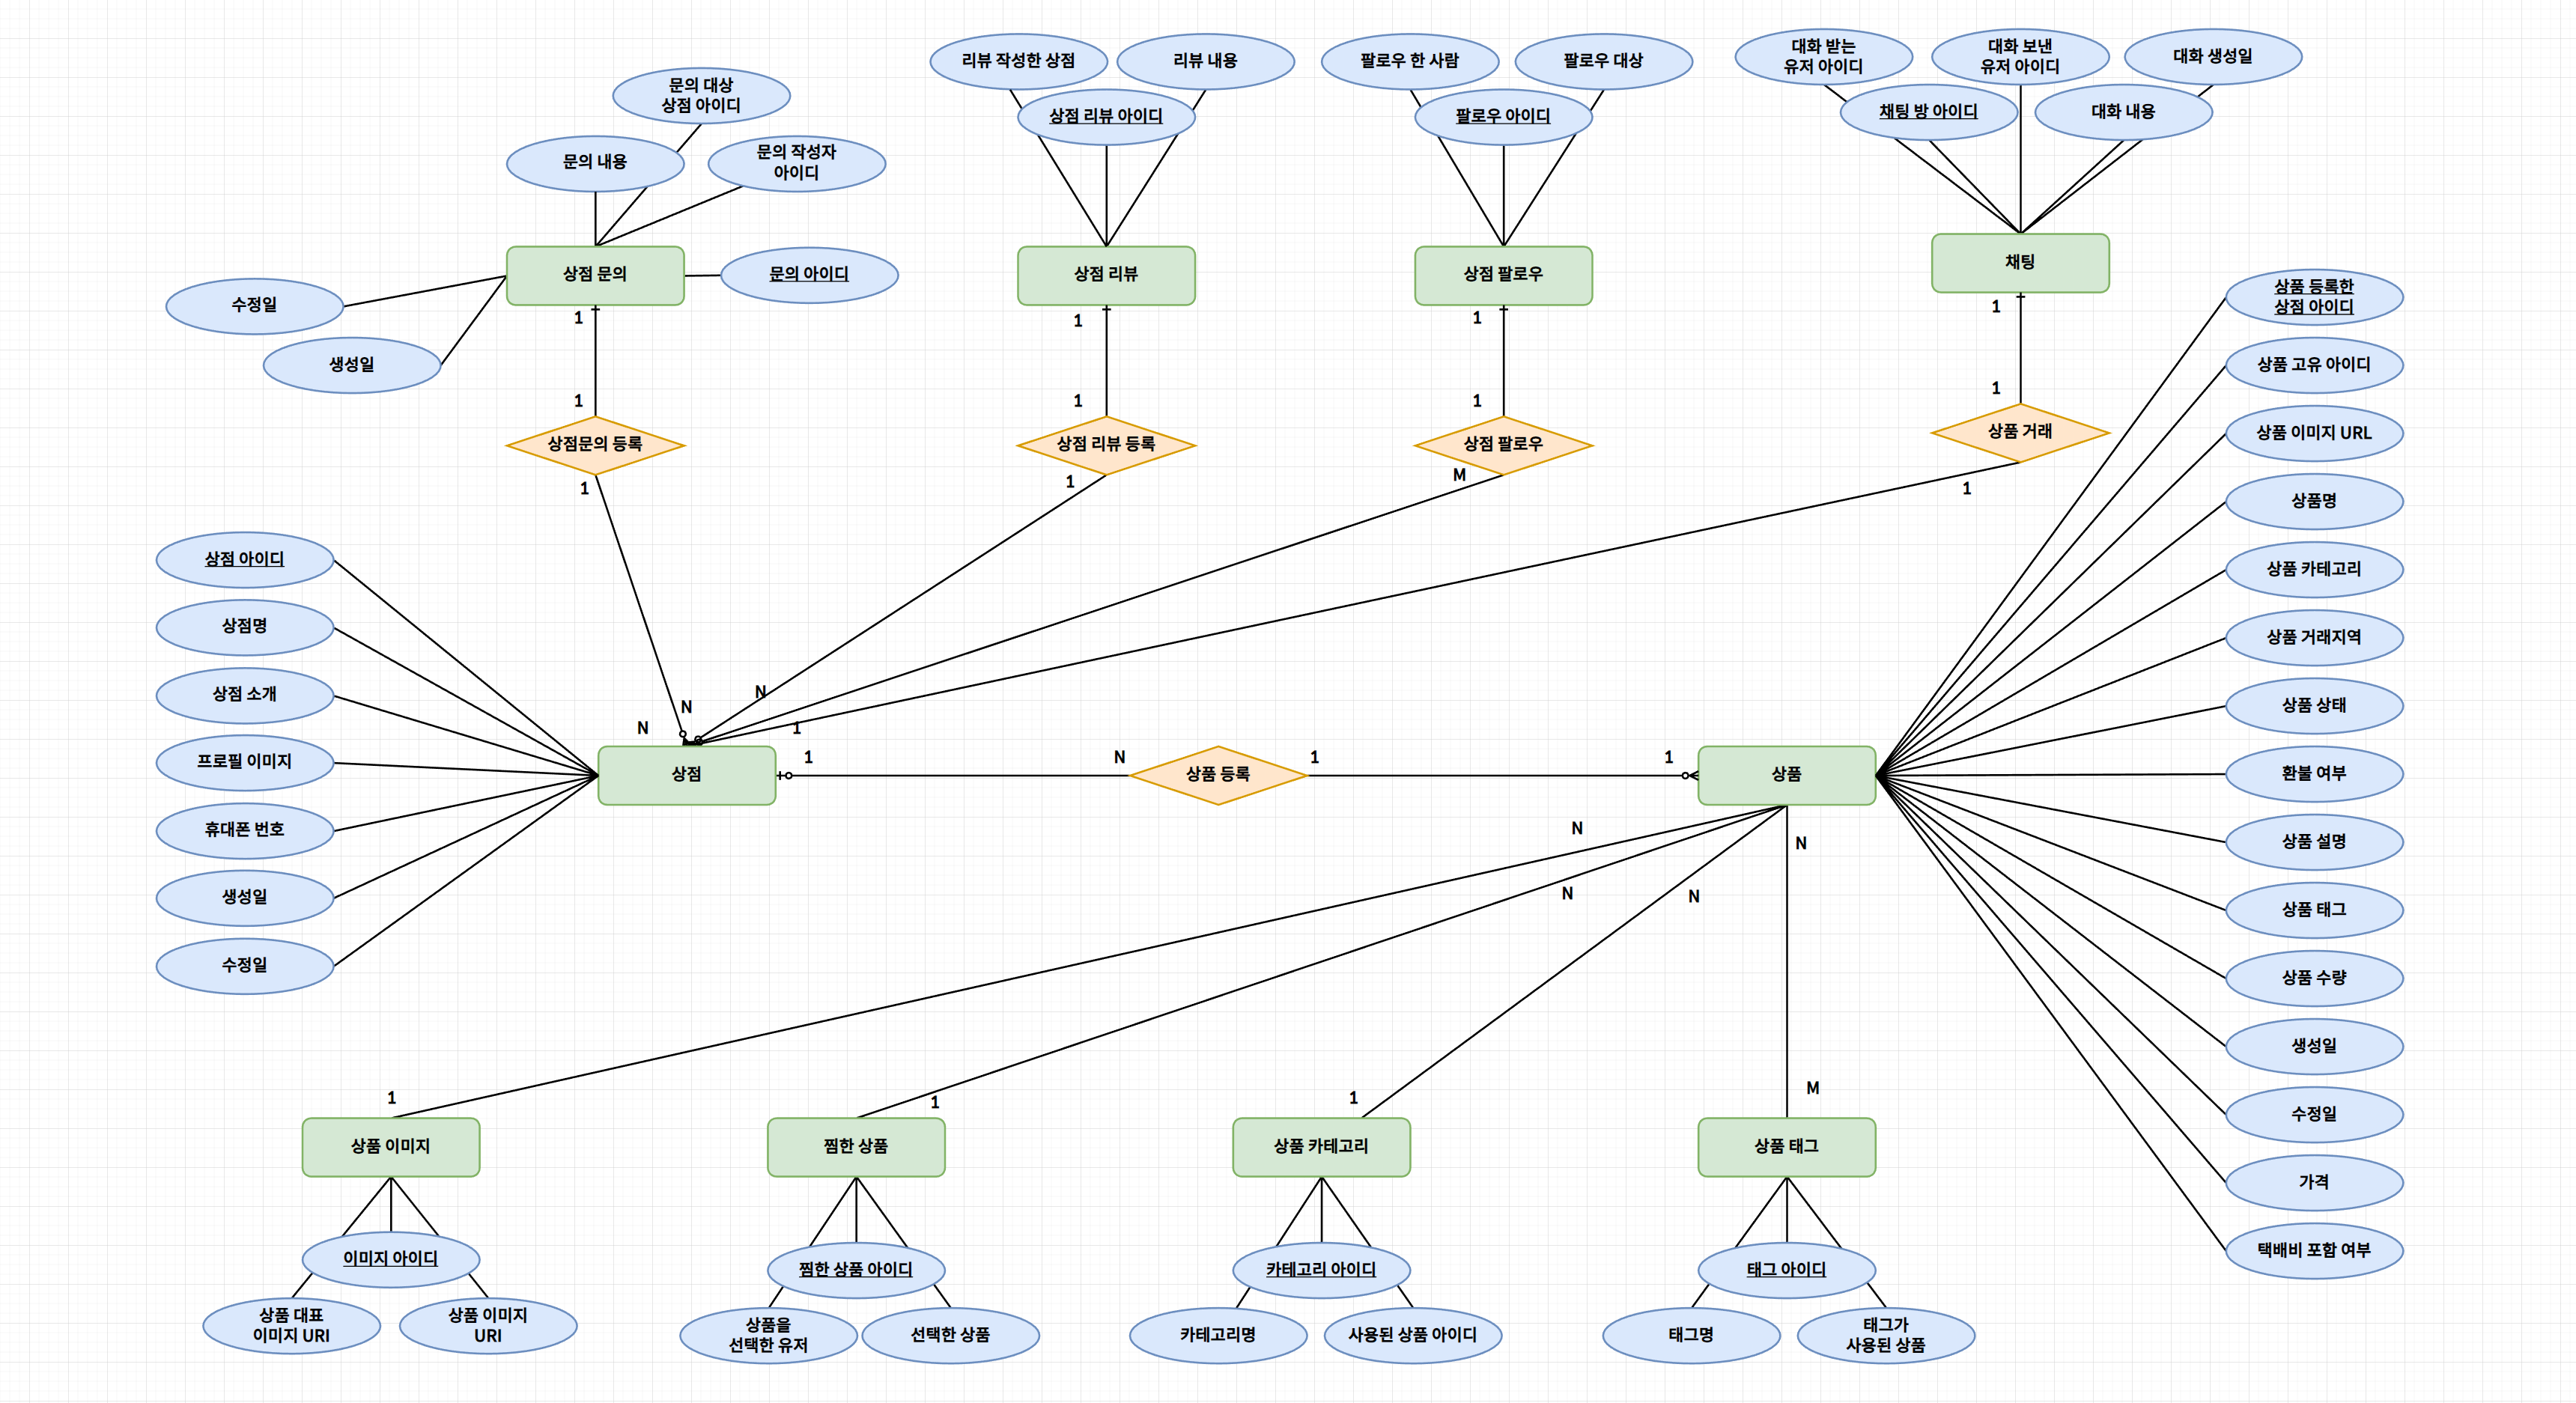 리뷰 작성한 상점
리뷰 내용
팔로우 한 사람
팔로우 대상
대화 받는
유저 아이디
대화 보낸
유저 아이디
대화 생성일
문의 대상
상점 아이디
상점 리뷰 아이디
팔로우 아이디
채팅 방 아이디
대화 내용
문의 내용
문의 작성자
아이디
상점 문의
문의 아이디
상점 리뷰
상점 팔로우
채팅
수정일
생성일
상품 등록한
상점 아이디
상품 고유 아이디
상품 이미지 URL
상품명
상품 카테고리
상품 거래지역
상품 상태
환불 여부
상품 설명
상품 태그
상품 수량
생성일
수정일
가격
택배비 포함 여부
1
1
1
1
1
1
1
1
상점문의 등록
상점 리뷰 등록
상점 팔로우
상품 거래
1
1
M
1
상점 아이디
상점명
상점 소개
프로필 이미지
휴대폰 번호
생성일
수정일
N
N
N
1
상점
1
N
상품 등록
1
1
상품
N
N
N
N
1
1
1
M
상품 이미지
찜한 상품
상품 카테고리
상품 태그
이미지 아이디
찜한 상품 아이디
카테고리 아이디
태그 아이디
상품 대표
이미지 URI
상품 이미지
URI
상품을
선택한 유저
선택한 상품
카테고리명
사용된 상품 아이디
태그명
태그가
사용된 상품